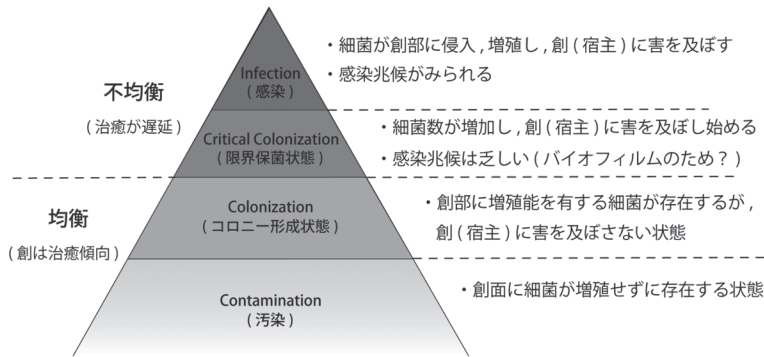 ・細菌が創部に侵入 , 増殖し , 創 ( 宿主 ) に害を及ぼす
・感染兆候がみられる
Infection
( 感染 )
不均衡
( 治癒が遅延 )
・細菌数が増加し , 創 ( 宿主 ) に害を及ぼし始める
・感染兆候は乏しい ( バイオフィルムのため？ )
Critical Colonization
( 限界保菌状態 )
均衡
( 創は治癒傾向 )
Colonization
( コロニー形成状態 )
・創部に増殖能を有する細菌が存在するが ,
創 ( 宿主 ) に害を及ぼさない状態
Contamination
( 汚染 )
・創面に細菌が増殖せずに存在する状態